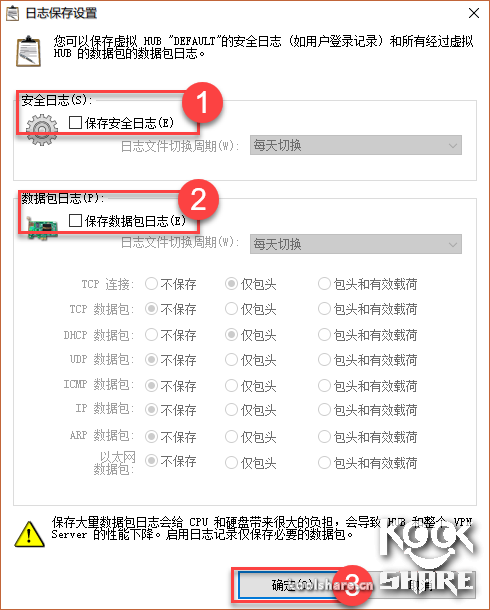 日志保存设置
您可以保存虚拟 HUB "DEFAULT"的安全日志 (如用户登录记录) 和所有经过虚拟
HUB 的数据包的数据包日志。
安全日志(S):
1
保存安全日志(E)
日志文件切换周期(W):
每天切换
数据包日志(P):
2
保存数据包日志(E)
日志文件切换周期(W):
每天切换
TCP 连接: 不保存 仅包头 包头和有效载荷
TCP 数据包: 不保存 仅包头 包头和有效载荷
DHCP 数据包: 不保存 仅包头 包头和有效载荷
UDP 数据包: 不保存 仅包头 包头和有效载荷
ICMP 数据包: 不保存 仅包头 包头和有效载荷
IP 数据包: 不保存 仅包头 包头和有效载荷
ARP 数据包: 不保存 仅包头 包头和有效载荷
以太网
数据包: 不保存 仅包头 包头和有效载荷
保存大量数据包日志会给 CPU 和硬盘带来很大的负担，会导致 HUB 和整个 VPN
Server 的性能下降。启用日志记录仅保存必要的数据包。
确定(O)
3
ROCK
SHARE